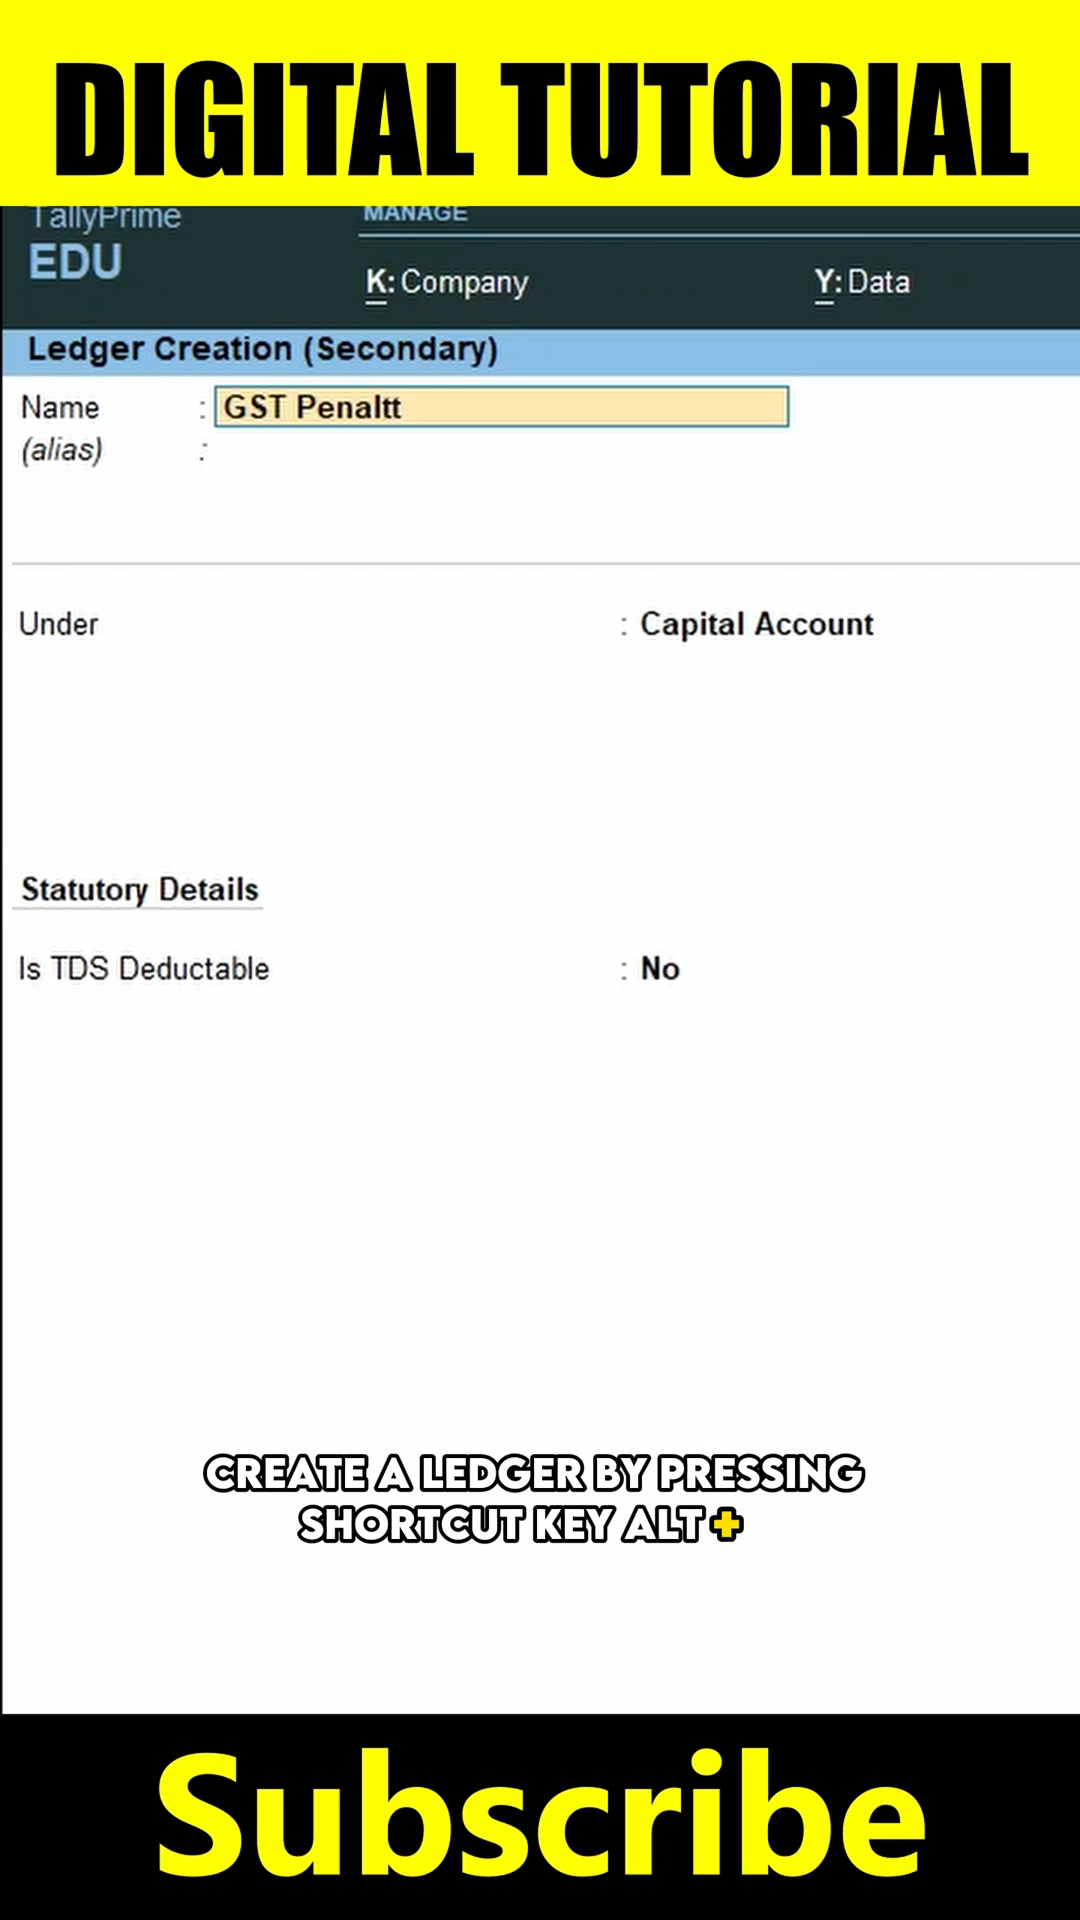 DIGITAL TUTORIAL
TallyPrime
MANAGE
EDU
K: Company
Y: Data
Ledger Creation (Secondary)
Name : GST Penaltt
(alias) :
Under : Capital Account
Statutory Details
Is TDS Deductable : No
CREATE A LEDGER BY PRESSING
SHORTCUT KEY ALT +
Subscribe